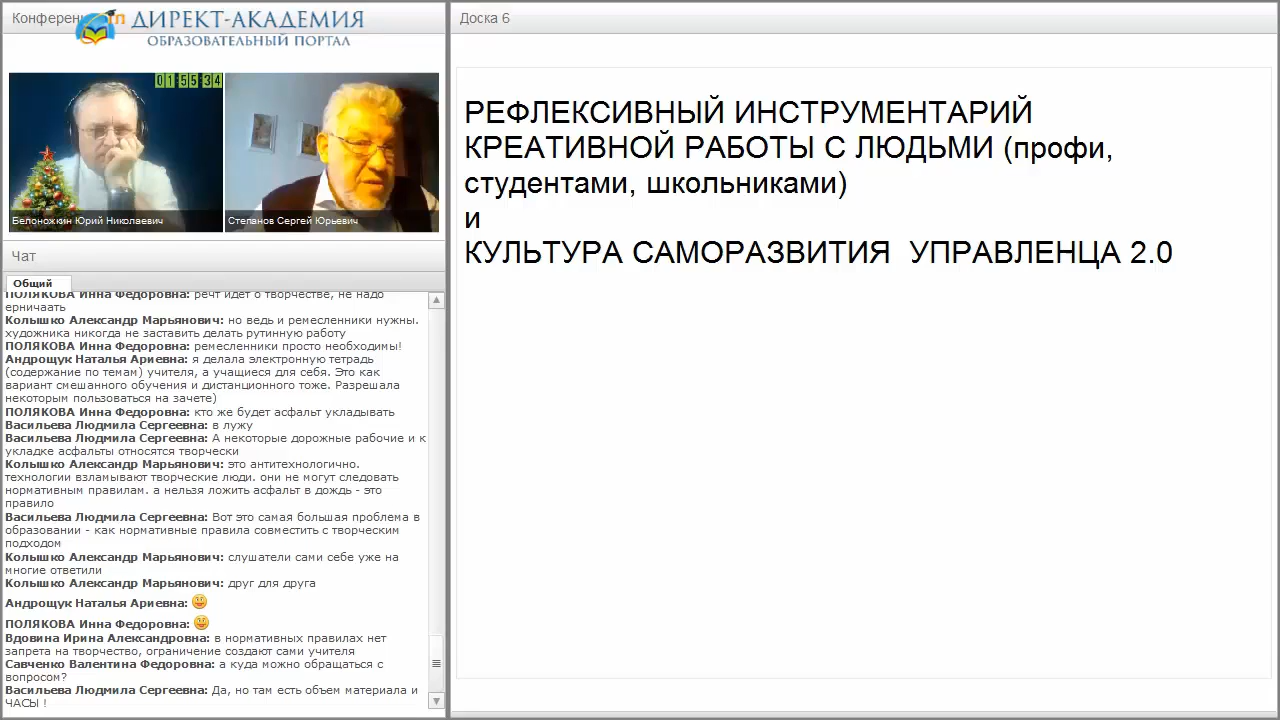 Конферен
ДИРЕКТ-АКАДЕМИЯ
ОБРАЗОВАТЕЛЬНЫЙ ПОРТАЛ
01:55:34
Белоножкин Юрий Николаевич
Степанов Сергей Юрьевич
Чат
Общий
ПОЛЯКОВА Инна Федоровна: речт идет о творчестве, не надо
ерничаать
Колышко Александр Марьянович: но ведь и ремесленники нужны.
художника никогда не заставить делать рутинную работу
ПОЛЯКОВА Инна Федоровна: ремесленники просто необходимы!
Андрощук Наталья Ариевна: я делала электронную тетрадь
(содержание по темам) учителя, а учащиеся для себя. Это как
вариант смешанного обучения и дистанционного тоже. Разрешала
некоторым пользоваться на зачете)
ПОЛЯКОВА Инна Федоровна: кто же будет асфальт укладывать
Васильева Людмила Сергеевна: в лужу
Васильева Людмила Сергеевна: А некоторые дорожные рабочие и к
укладке асфальты относятся творчески
Колышко Александр Марьянович: это антитехнологично.
технологии взламывают творческие люди. они не могут следовать
нормативным правилам. а нельзя ложить асфальт в дождь - это
правило
Васильева Людмила Сергеевна: Вот это самая большая проблема в
образовании - как нормативные правила совместить с творческим
подходом
Колышко Александр Марьянович: слушатели сами себе уже на
многие ответили
Колышко Александр Марьянович: друг для друга
Андрощук Наталья Ариевна:
ПОЛЯКОВА Инна Федоровна:
Вдовина Ирина Александровна: в нормативных правилах нет
запрета на творчество, ограничение создают сами учителя
Савченко Валентина Федоровна: а куда можно обращаться с
вопросом?
Васильева Людмила Сергеевна: Да, но там есть объем материала и
ЧАСЫ !
Доска 6
РЕФЛЕКСИВНЫЙ ИНСТРУМЕНТАРИЙ
КРЕАТИВНОЙ РАБОТЫ С ЛЮДЬМИ (профи,
студентами, школьниками)
и
КУЛЬТУРА САМОРАЗВИТИЯ  УПРАВЛЕНЦА 2.0